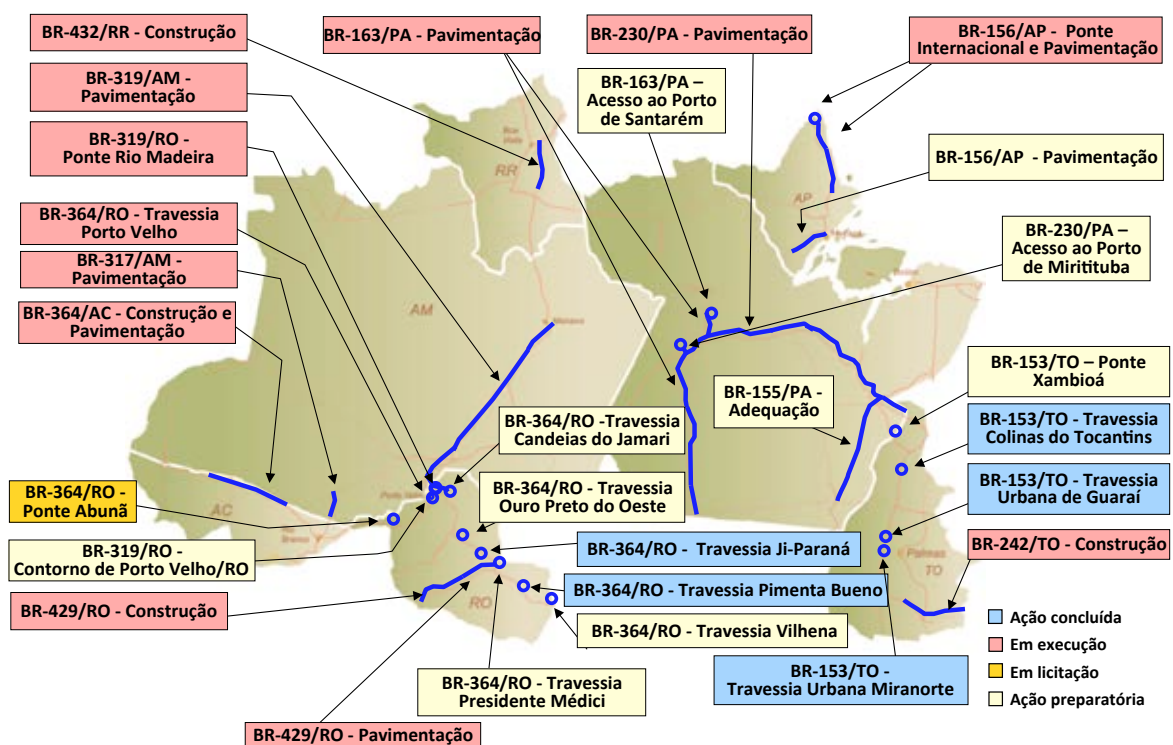 BR-432/RR - Construção
BR-163/PA - Pavimentação
BR-230/PA - Pavimentação
BR-156/AP - Ponte
Internacional e Pavimentação
BR-319/AM -
Pavimentação
BR-163/PA –
Acesso ao Porto
de Santarém
BR-319/RO -
Ponte Rio Madeira
BR-156/AP - Pavimentação
RR
AP
BR-364/RO - Travessia
Porto Velho
BR-230/PA –
Acesso ao Porto
de Miritituba
BR-317/AM -
Pavimentação
AM
BR-364/AC - Construção e
Pavimentação
BR-153/TO – Ponte
Xambioá
BR-155/PA -
Adequação
BR-364/RO -Travessia
Candeias do Jamari
BR-153/TO - Travessia
Colinas do Tocantins
BR-364/RO - Travessia
Ouro Preto do Oeste
BR-153/TO - Travessia
Urbana de Guaraí
BR-364/RO -
Ponte Abunã
AC
BR-319/RO -
Contorno de Porto Velho/RO
BR-364/RO - Travessia Ji-Paraná
Palmas
TO
BR-242/TO - Construção
BR-364/RO - Travessia Pimenta Bueno
BR-429/RO - Construção
RO
BR-364/RO - Travessia Vilhena
Ação concluída
Em execução
Em licitação
Ação preparatória
BR-153/TO -
Travessia Urbana Miranorte
BR-364/RO - Travessia
Presidente Médici
BR-429/RO - Pavimentação